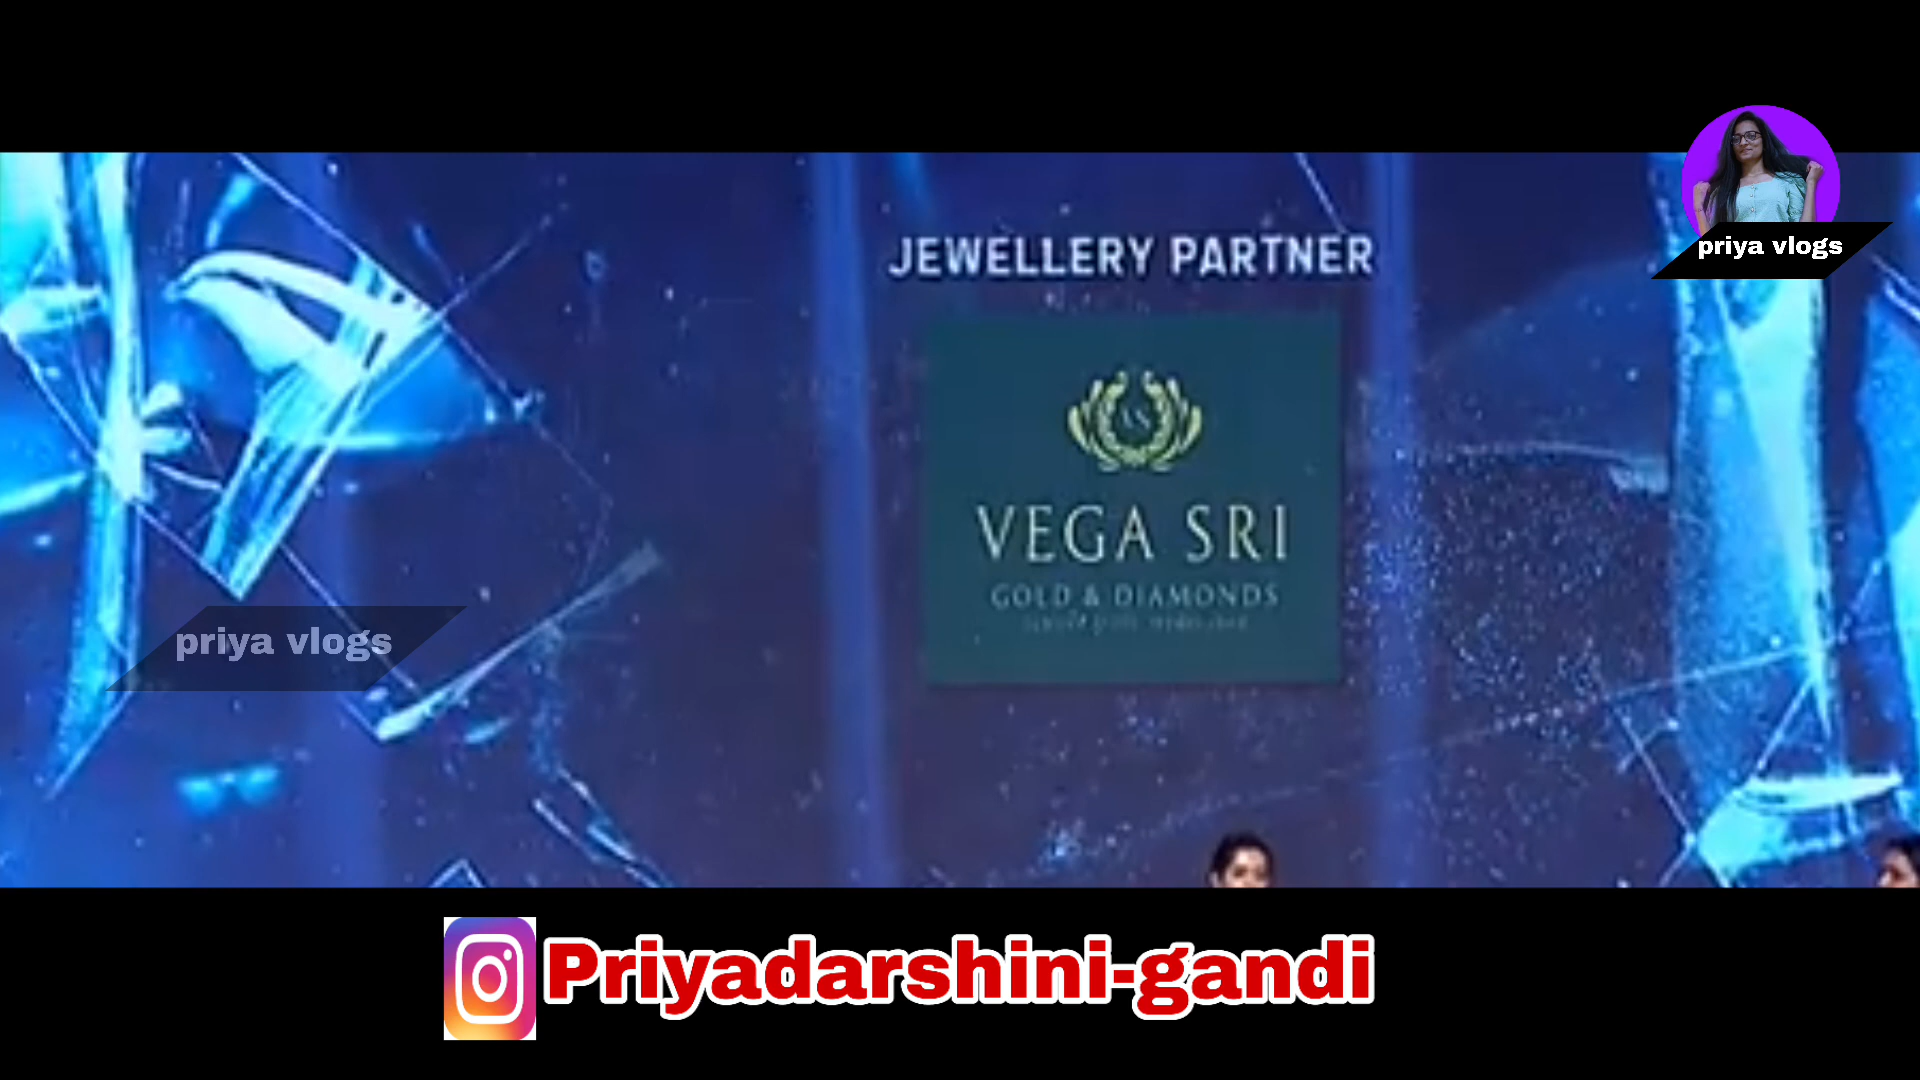 JEWELLERY PARTNER
priya vlogs
VEGA SRI
GOLD & DIAMONDS
priya vlogs
Priyadarshini-gandi